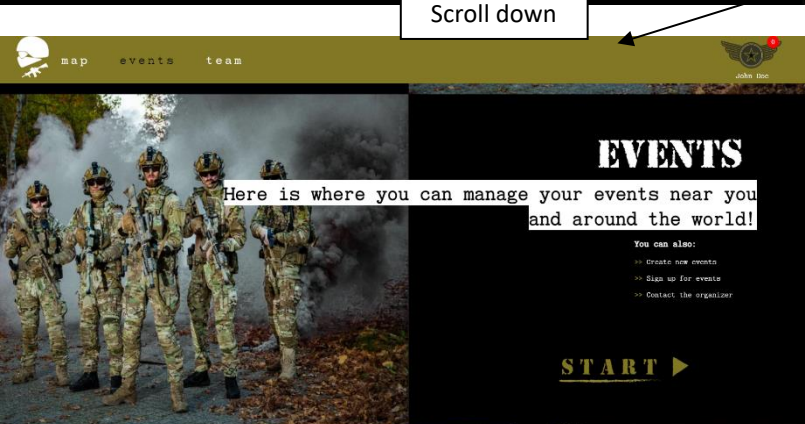 Scroll down
map events team
0
John Doe
EVENTS
Here is where you can manage your events near you
and around the world!
You can also:
>> Create new events
>> Sign up for events
>> Contact the organizer
START